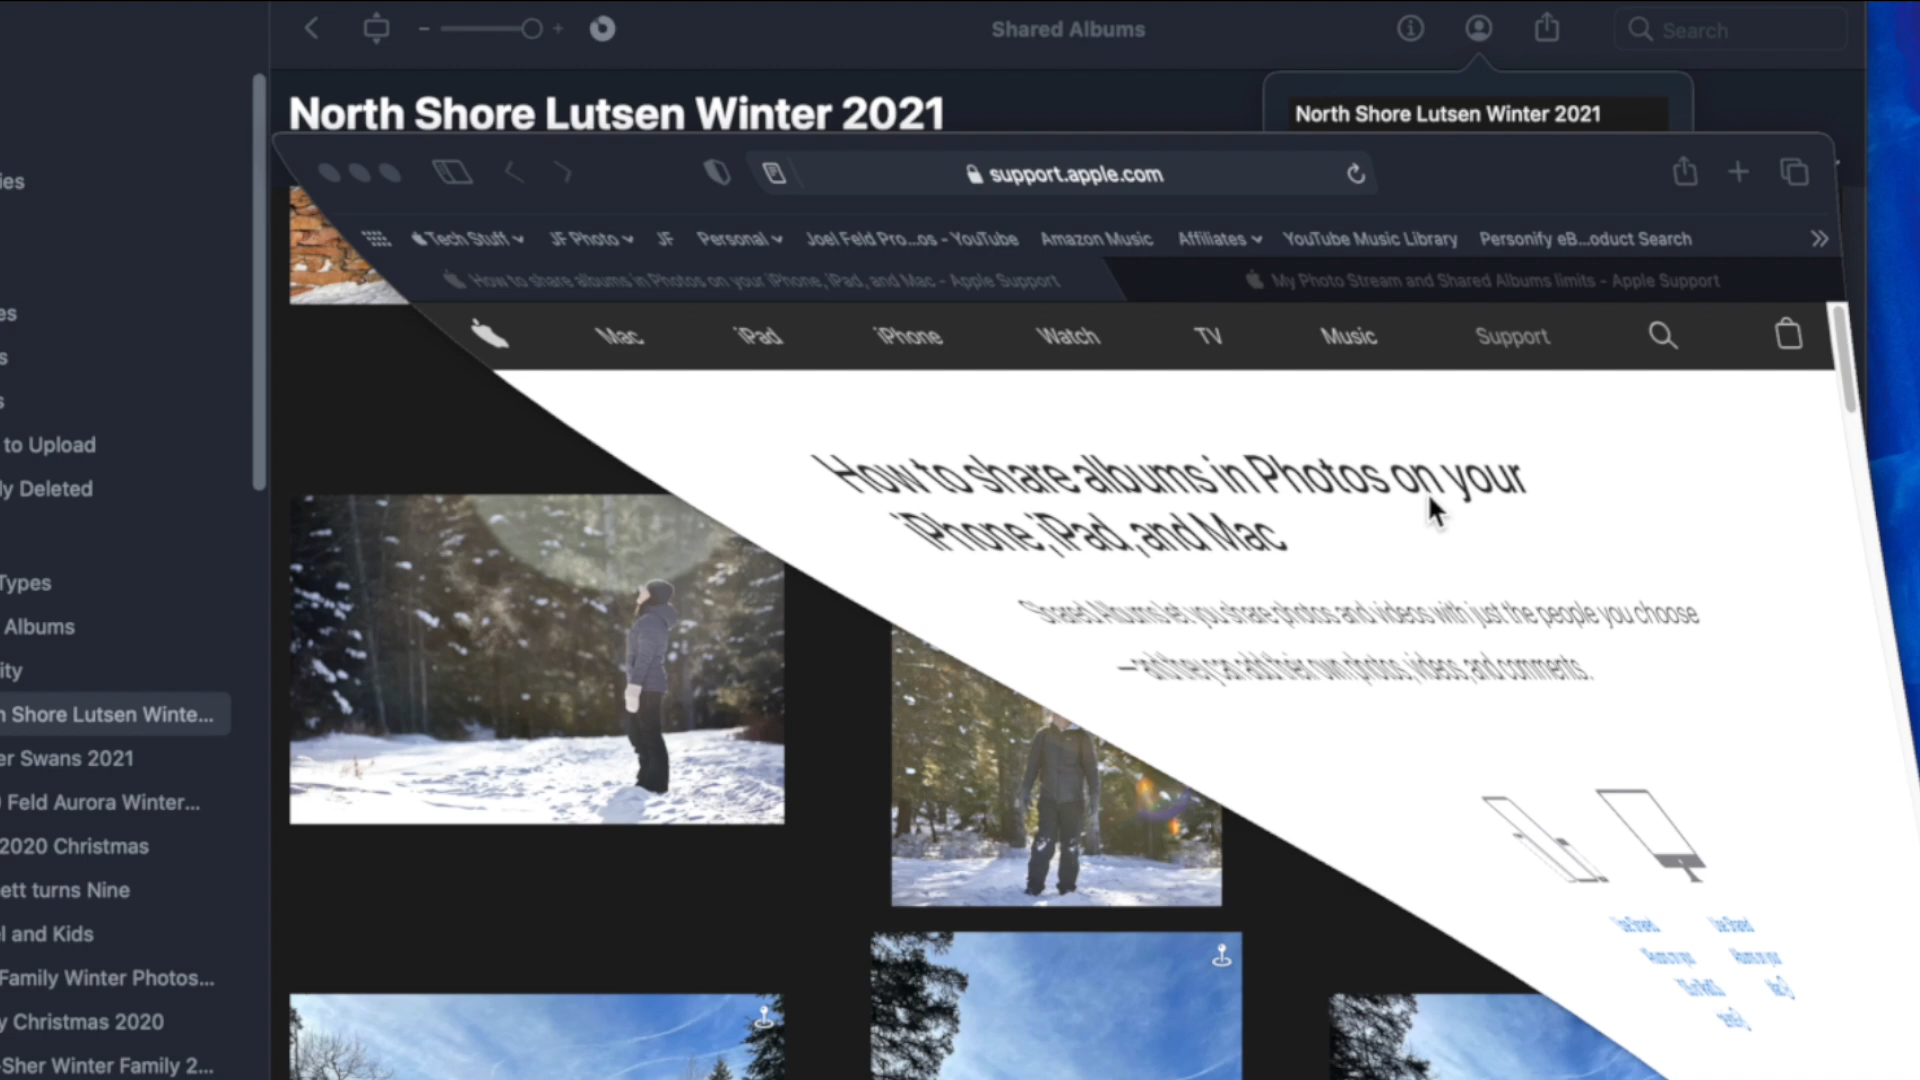 Shared Albums
Search
North Shore Lutsen Winter 2021
North Shore Lutsen Winter 2021
support.apple.com
Tech Stuff
JF Photo
JF
Personal
Joel Feld Pro...os - YouTube
Amazon Music
Affiliates
YouTube Music Library
Personify eB...oduct Search
How to share albums in Photos on your iPhone, iPad, and Mac - Apple Support
My Photo Stream and Shared Albums limits - Apple Support
Mac
iPad
iPhone
Watch
TV
Music
Support
How to share albums in Photos on your
iPhone, iPad, and Mac
Shared Albums let you share photos and videos with just the people you choose
—and they can add their own photos, videos, and comments.
ies
es
s
s
to Upload
ly Deleted
Types
Albums
ity
h Shore Lutsen Winte...
er Swans 2021
Feld Aurora Winter...
2020 Christmas
ett turns Nine
l and Kids
Family Winter Photos...
y Christmas 2020
-Sher Winter Family 2...